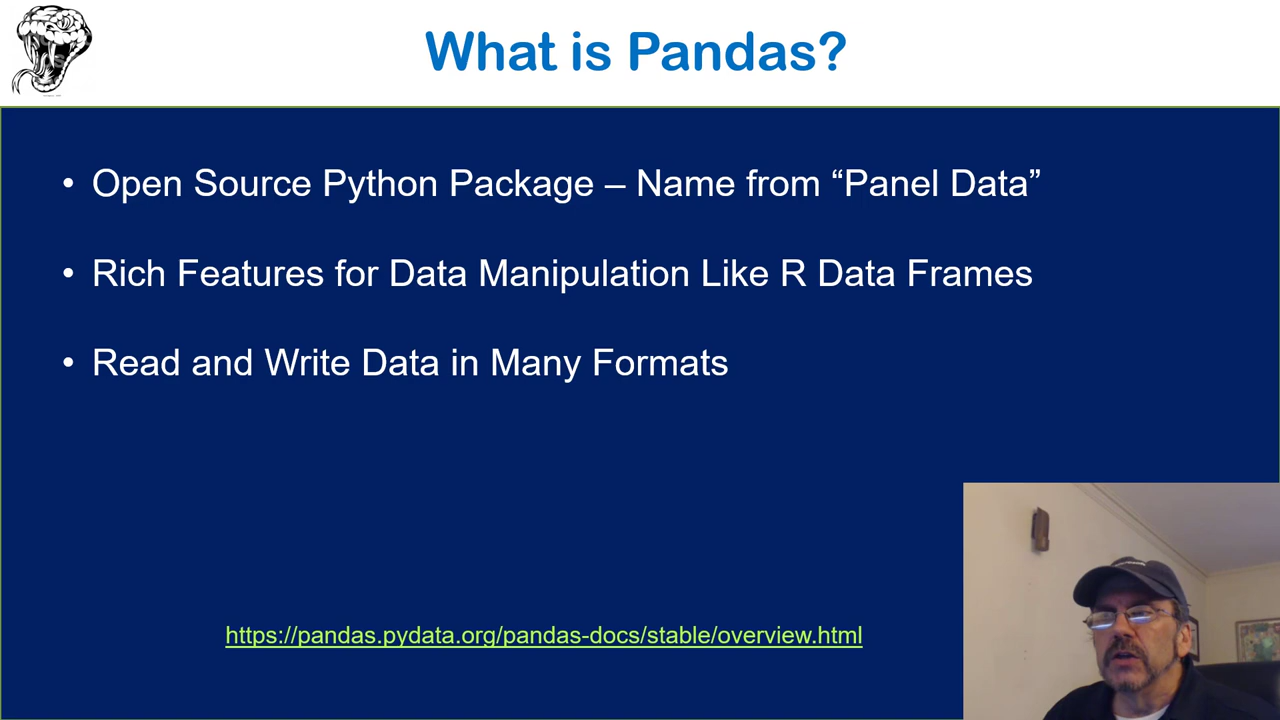 What is Pandas?
• Open Source Python Package – Name from “Panel Data”
• Rich Features for Data Manipulation Like R Data Frames
• Read and Write Data in Many Formats
https://pandas.pydata.org/pandas-docs/stable/overview.html